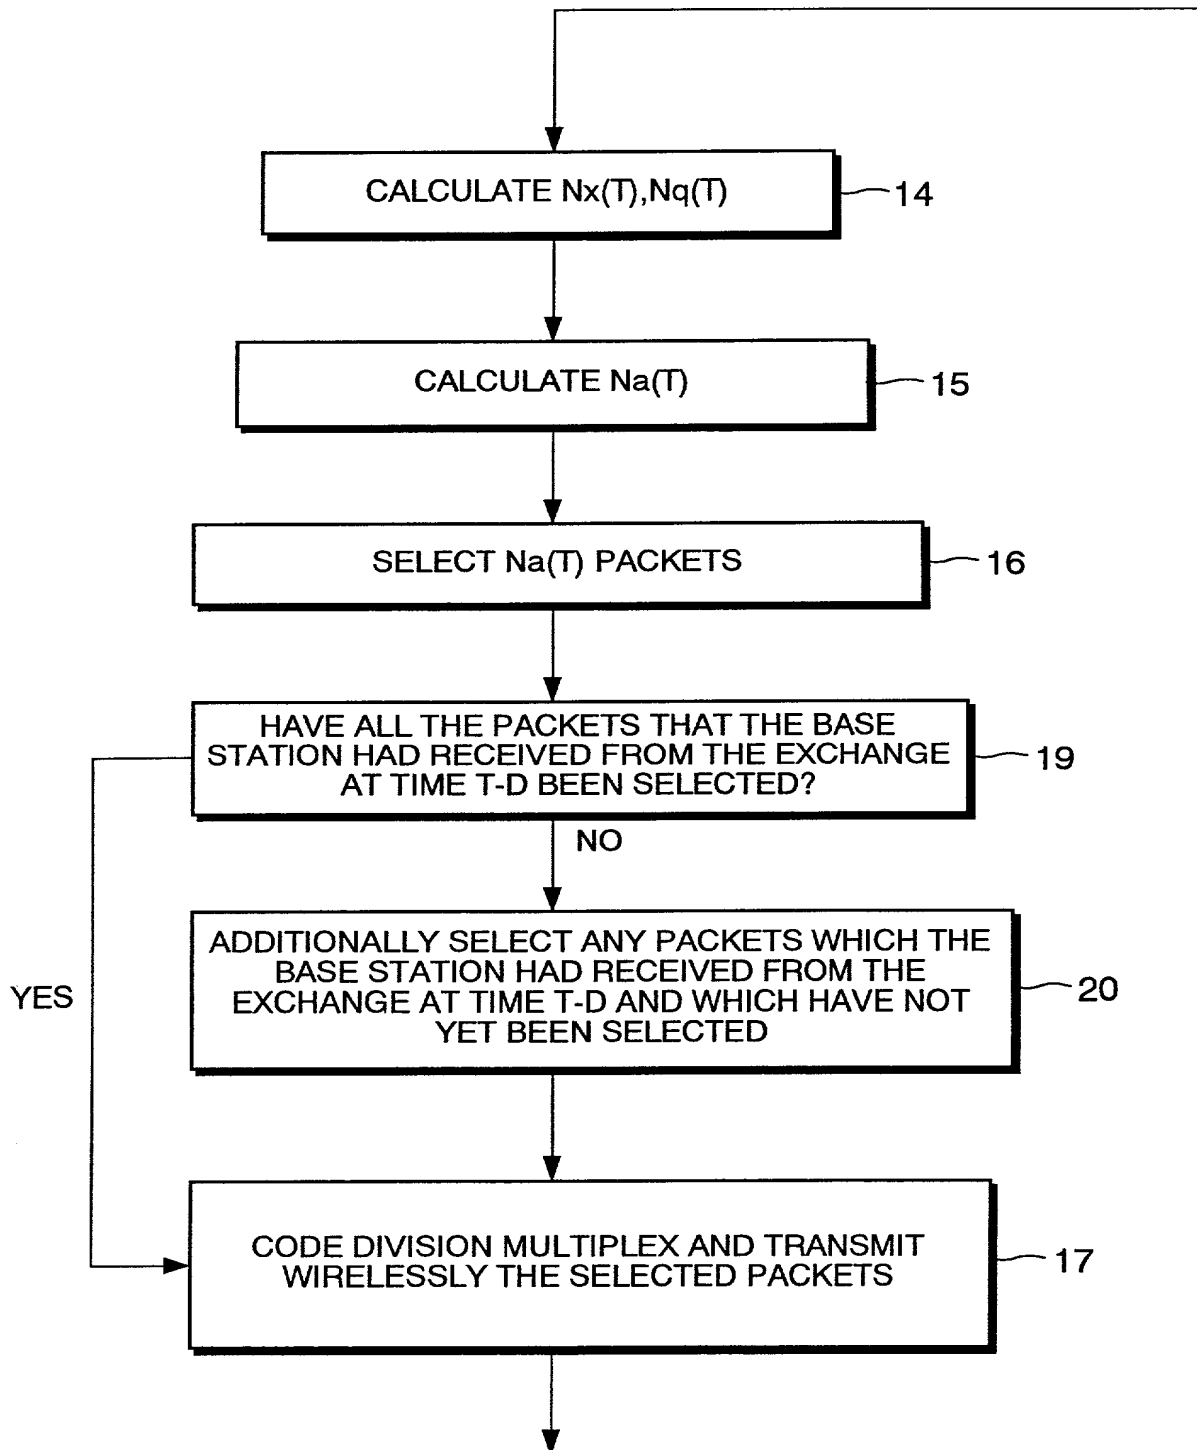 CALCULATE Nx(T),Nq(T)
14
CALCULATE Na(T)
15
SELECT Na(T) PACKETS
16
HAVE ALL THE PACKETS THAT THE BASE
STATION HAD RECEIVED FROM THE EXCHANGE
AT TIME T-D BEEN SELECTED?
19
NO
ADDITIONALLY SELECT ANY PACKETS WHICH THE
BASE STATION HAD RECEIVED FROM THE
EXCHANGE AT TIME T-D AND WHICH HAVE NOT
YET BEEN SELECTED
20
YES
CODE DIVISION MULTIPLEX AND TRANSMIT
WIRELESSLY THE SELECTED PACKETS
17